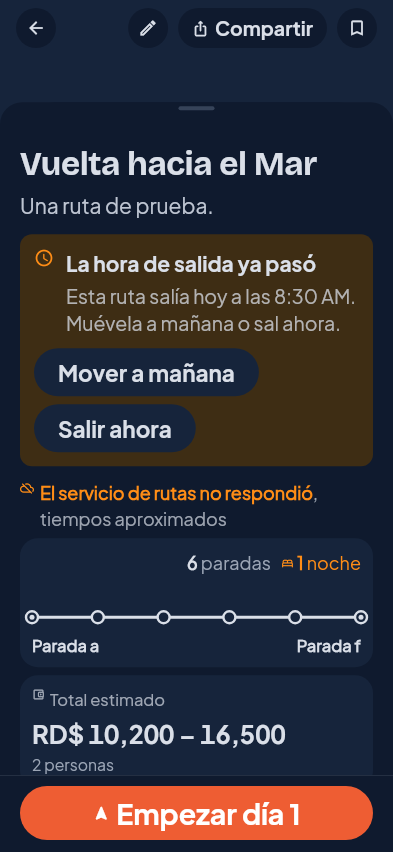 Compartir
Vuelta hacia el Mar
Una ruta de prueba.
La hora de salida ya pasó
Esta ruta salía hoy a las 8:30 AM.
Muévela a mañana o sal ahora.
Mover a mañana
Salir ahora
El servicio de rutas no respondió,
tiempos aproximados
6 paradas 1 noche
Parada a Parada f
Total estimado
RD$ 10,200 – 16,500
2 personas
Empezar día 1